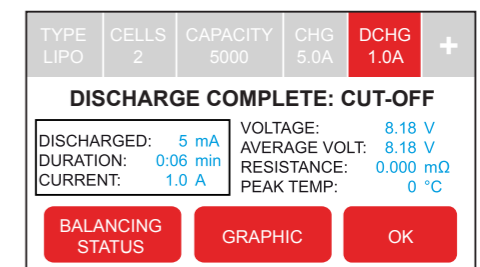 TYPE CELLS CAPACITY CHG DCHG +
LIPO 2 5000 5.0A 1.0A
DISCHARGE COMPLETE: CUT-OFF
DISCHARGED: 5 mA
DURATION: 0:06 min
CURRENT: 1.0 A
VOLTAGE: 8.18 V
AVERAGE VOLT: 8.18 V
RESISTANCE: 0.000 mΩ
PEAK TEMP: 0 °C
BALANCING
STATUS
GRAPHIC
OK